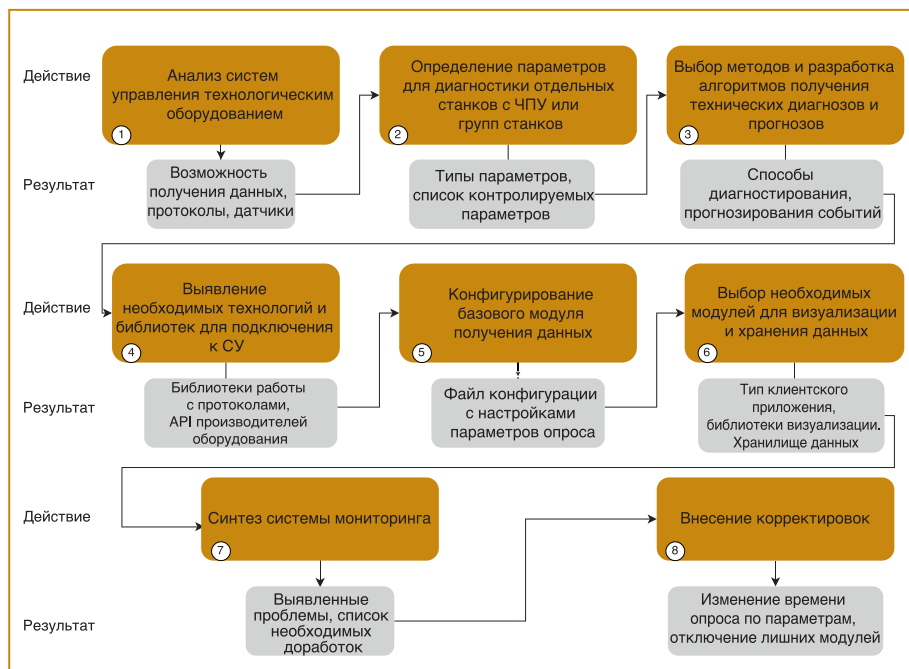 Действие
Анализ систем
управления технологическим
оборудованием
1
Определение параметров
для диагностики отдельных
станков с ЧПУ или
групп станков
2
Выбор методов и разработка
алгоритмов получения
технических диагнозов и
прогнозов
3
Результат
Возможность
получения данных,
протоколы, датчики
Типы параметров,
список контролируемых
параметров
Способы
диагностирования,
прогнозирования событий
Действие
Выявление
необходимых технологий и
библиотек для подключения
к СУ
4
Конфигурирование
базового модуля
получения данных
5
Выбор необходимых
модулей для визуализации
и хранения данных
6
Результат
Библиотеки работы
с протоколами,
API производителей
оборудования
Файл конфигурации
с настройками
параметров опроса
Тип клиентского
приложения,
библиотеки визуализации.
Хранилище данных
Действие
Синтез системы мониторинга
7
Внесение корректировок
8
Результат
Выявленные
проблемы, список
необходимых
доработок
Изменение времени
опроса по параметрам,
отключение лишних модулей